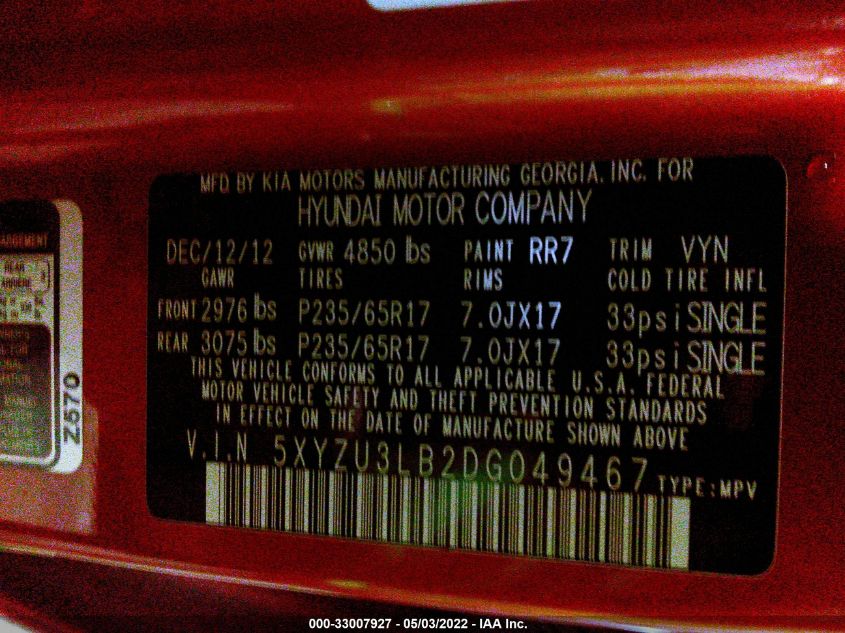 MFD. BY KIA MOTORS MANUFACTURING GEORGIA. INC. FOR
HYUNDAI MOTOR COMPANY
DEC/12/12 GVWR 4850 lbs PAINT RR7 TRIM VYN
GAWR TIRES RIMS COLD TIRE INFL
FRONT 2976 lbs P235/65R17 7.0JX17 33psi SINGLE
REAR 3075 lbs P235/65R17 7.0JX17 33psi SINGLE
THIS VEHICLE CONFORMS TO ALL APPLICABLE U.S.A. FEDERAL
MOTOR VEHICLE SAFETY AND THEFT PREVENTION STANDARDS
IN EFFECT ON THE DATE OF MANUFACTURE SHOWN ABOVE
V.I.N 5XYZU3LB2DG049467 TYPE:MPV
REAR
ARRIERE
Z570
000-33007927 - 05/03/2022 - IAA Inc.